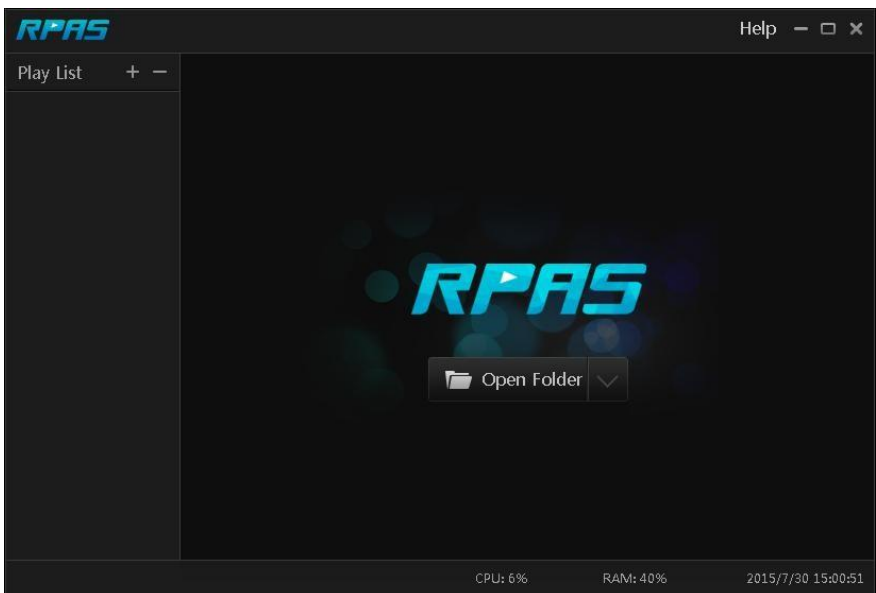 RPAS
Help
Play List + −
RPAS
Open Folder
CPU: 6% RAM: 40% 2015/7/30 15:00:51